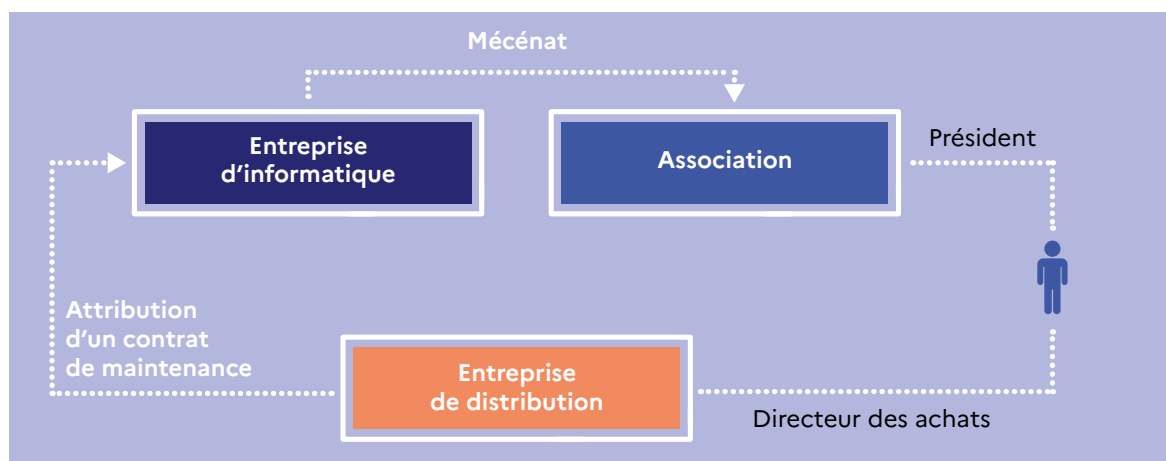 Mécénat
Entreprise
d’informatique
Association
Président
Attribution
d’un contrat
de maintenance
Entreprise
de distribution
Directeur des achats